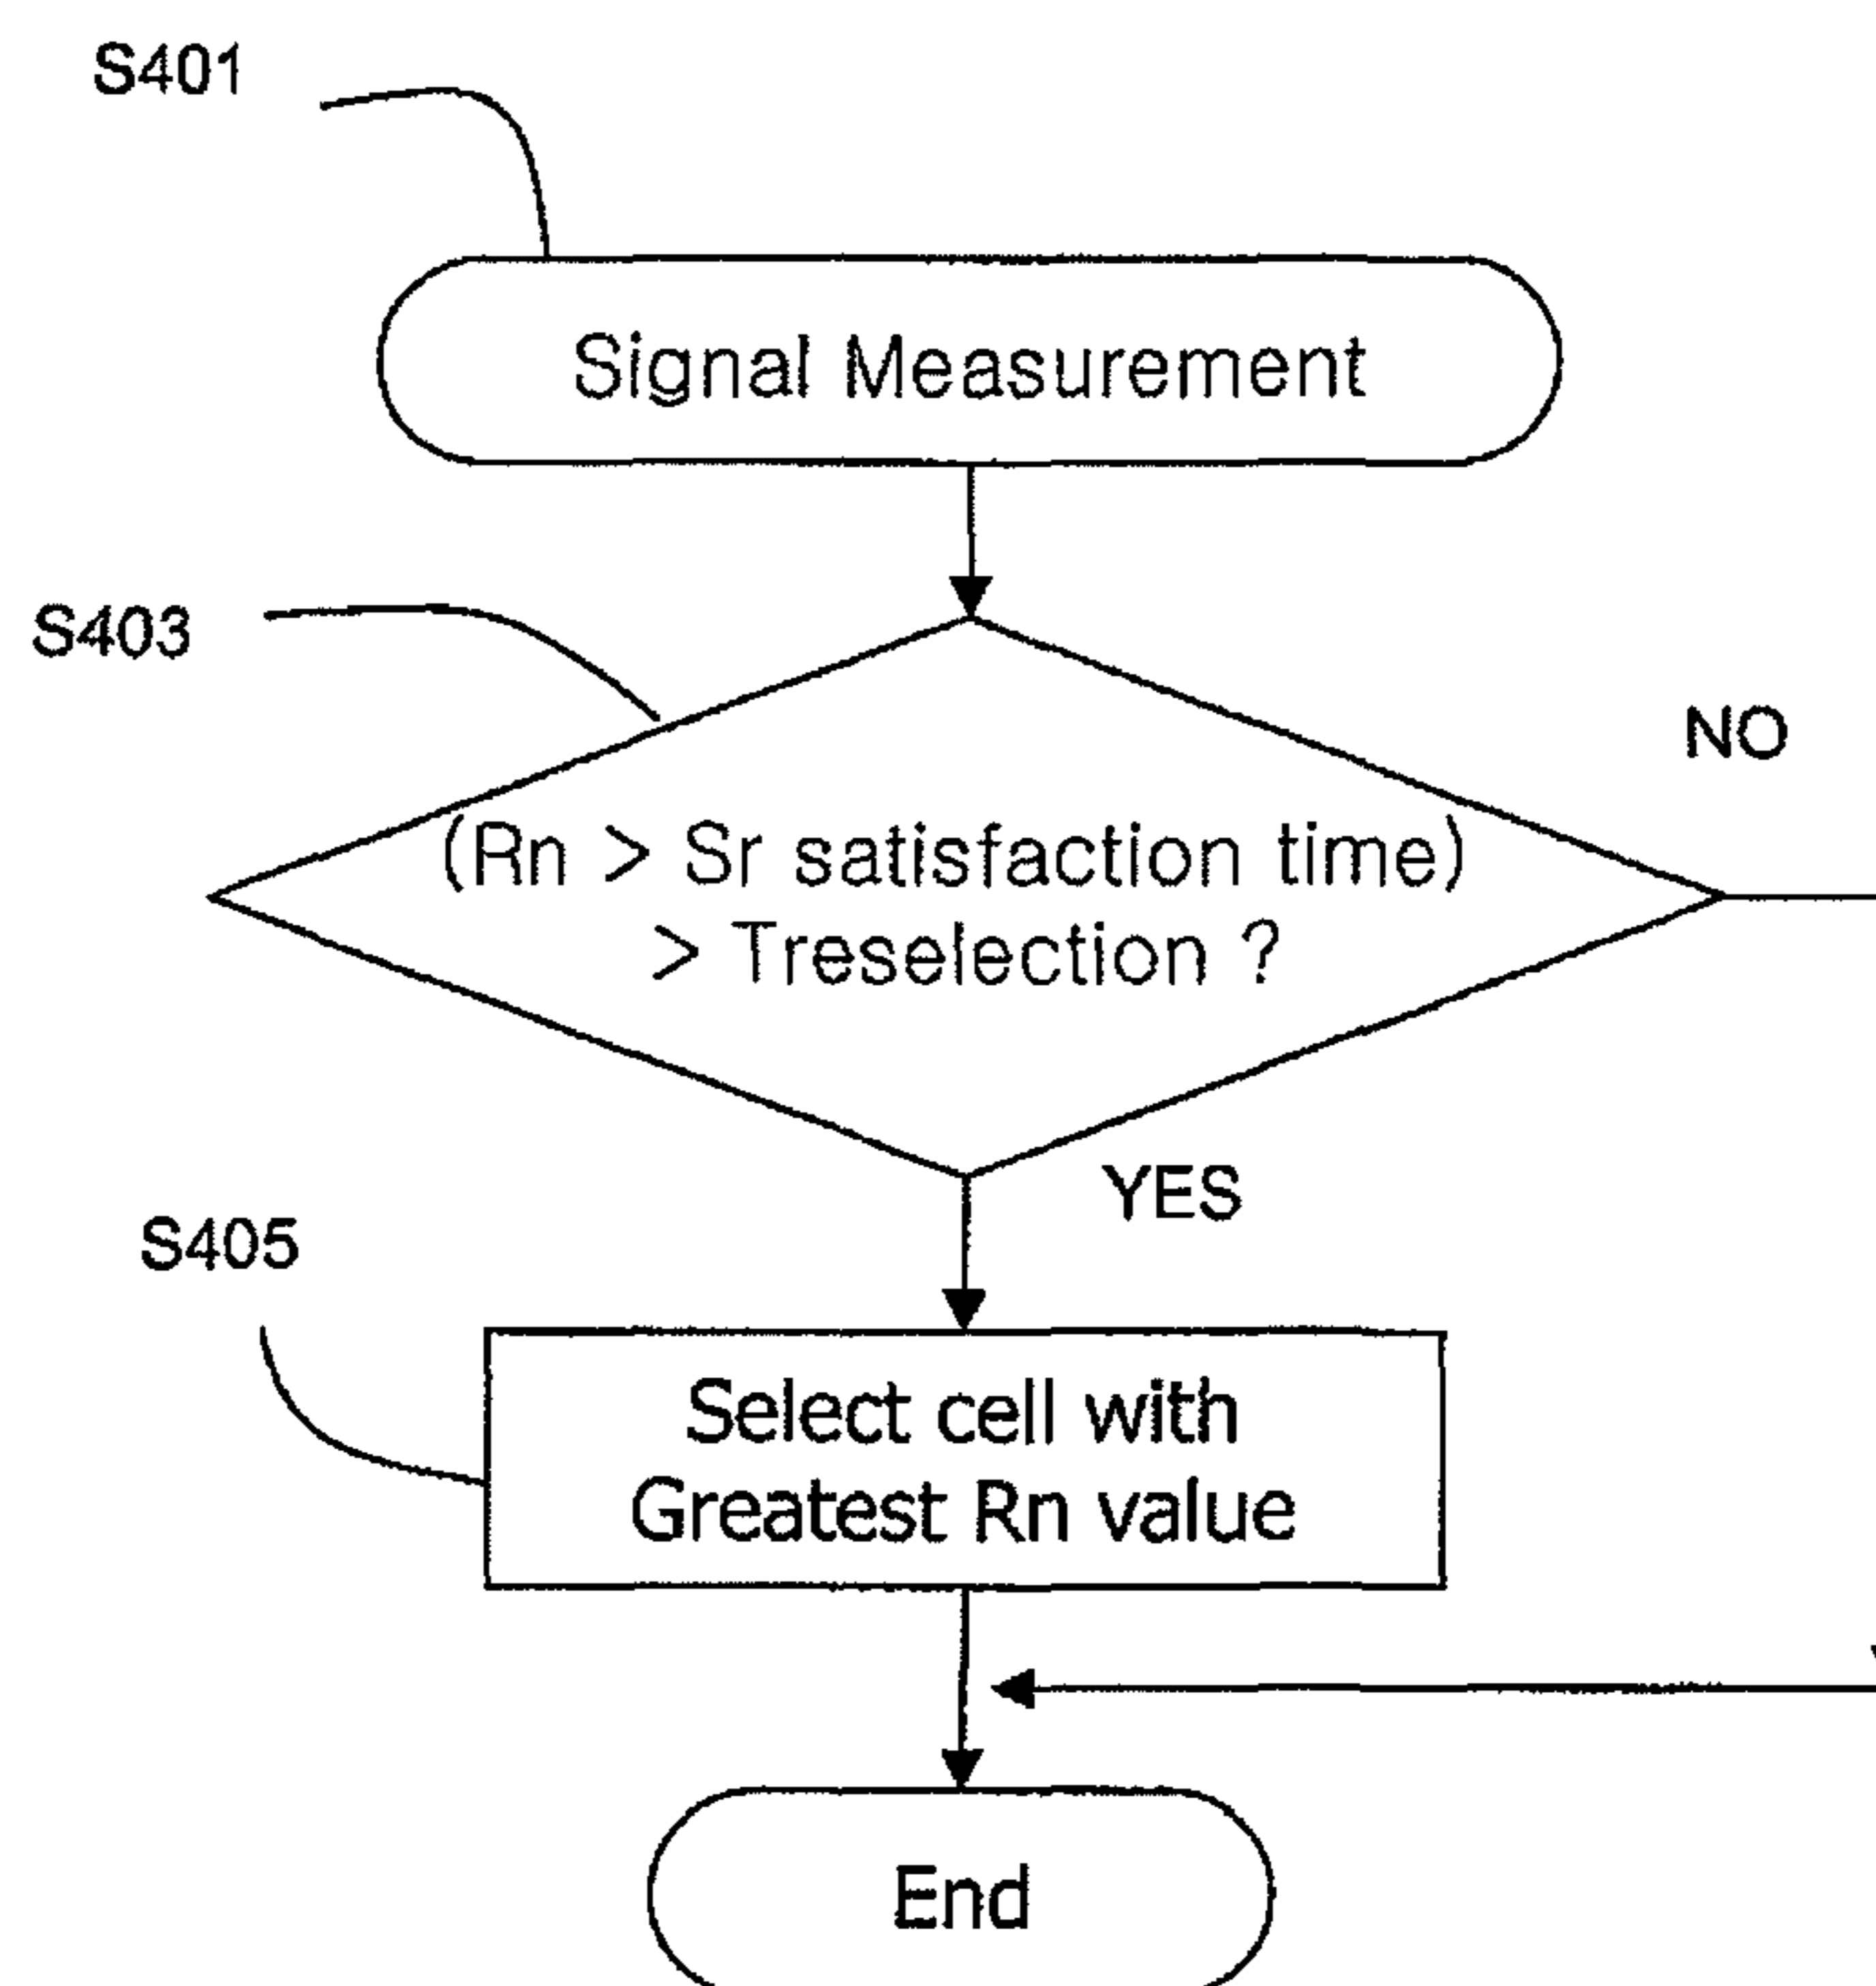 S401
Signal Measurement
S403
NO
(Rn > Sr satisfaction time)
> Treselection ?
YES
S405
Select cell with
Greatest Rn value
End